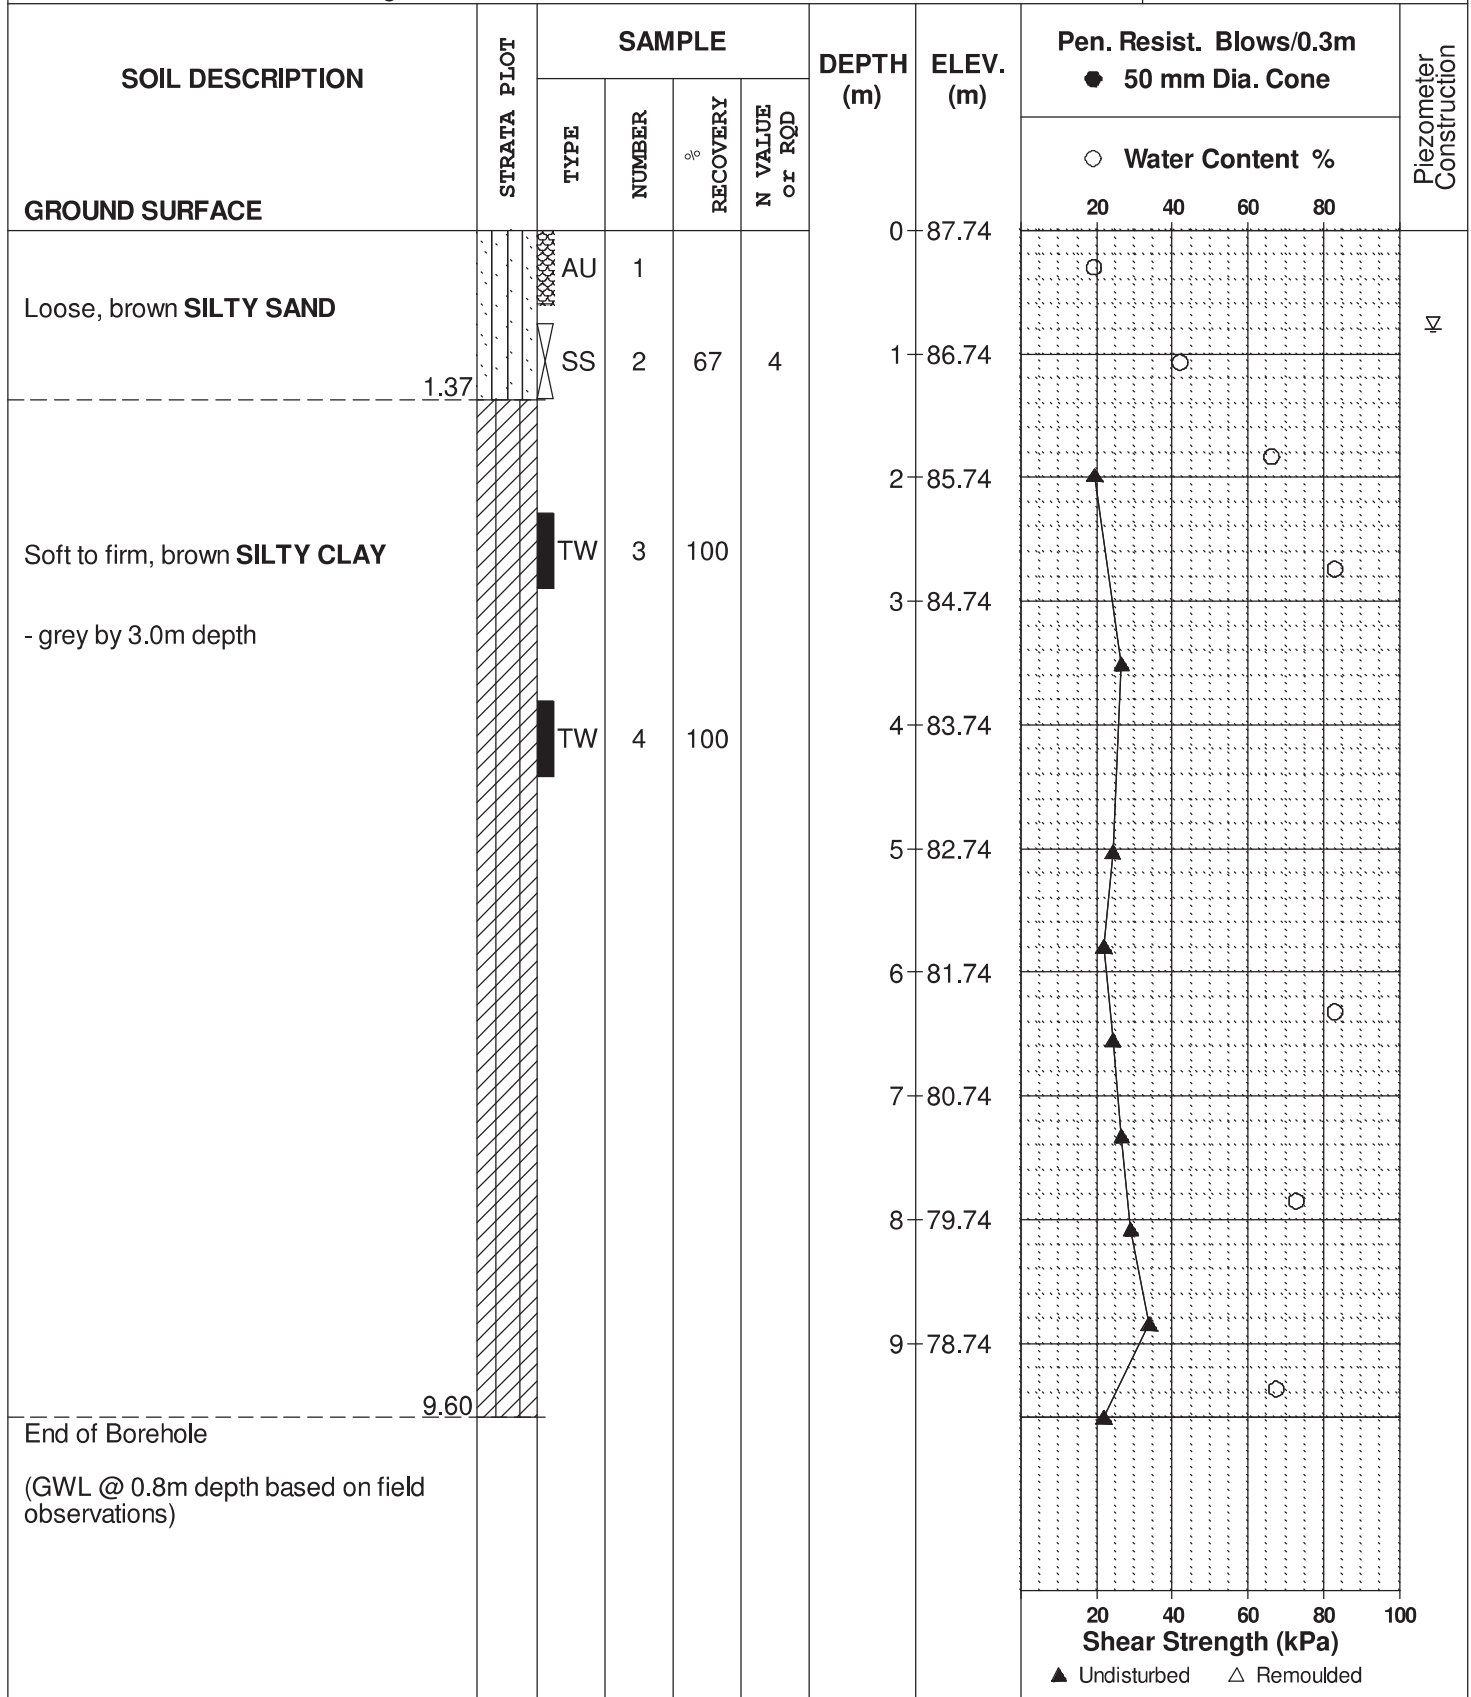 SOIL DESCRIPTION
GROUND SURFACE
STRATA PLOT
SAMPLE
TYPE
NUMBER
%
RECOVERY
N VALUE
or RQD
DEPTH
(m)
ELEV.
(m)
Pen. Resist. Blows/0.3m
● 50 mm Dia. Cone
○ Water Content %
20 40 60 80
Piezometer
Construction
0 87.74
AU 1
Loose, brown SILTY SAND
1 86.74
SS 2 67 4
1.37
2 85.74
Soft to firm, brown SILTY CLAY
TW 3 100
3 84.74
- grey by 3.0m depth
4 83.74
TW 4 100
5 82.74
6 81.74
7 80.74
8 79.74
9 78.74
9.60
End of Borehole
(GWL @ 0.8m depth based on field
observations)
20 40 60 80 100
Shear Strength (kPa)
▲ Undisturbed △ Remoulded